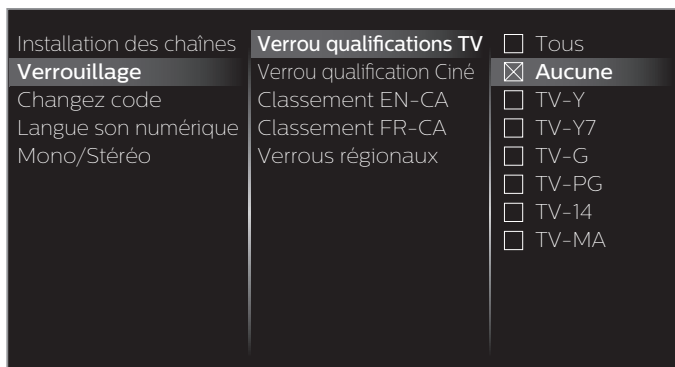 Installation des chaînes
Verrouillage
Changez code
Langue son numérique
Mono/Stéréo
Verrou qualifications TV
Verrou qualification Ciné
Classement EN-CA
Classement FR-CA
Verrous régionaux
Tous
Aucune
TV-Y
TV-Y7
TV-G
TV-PG
TV-14
TV-MA